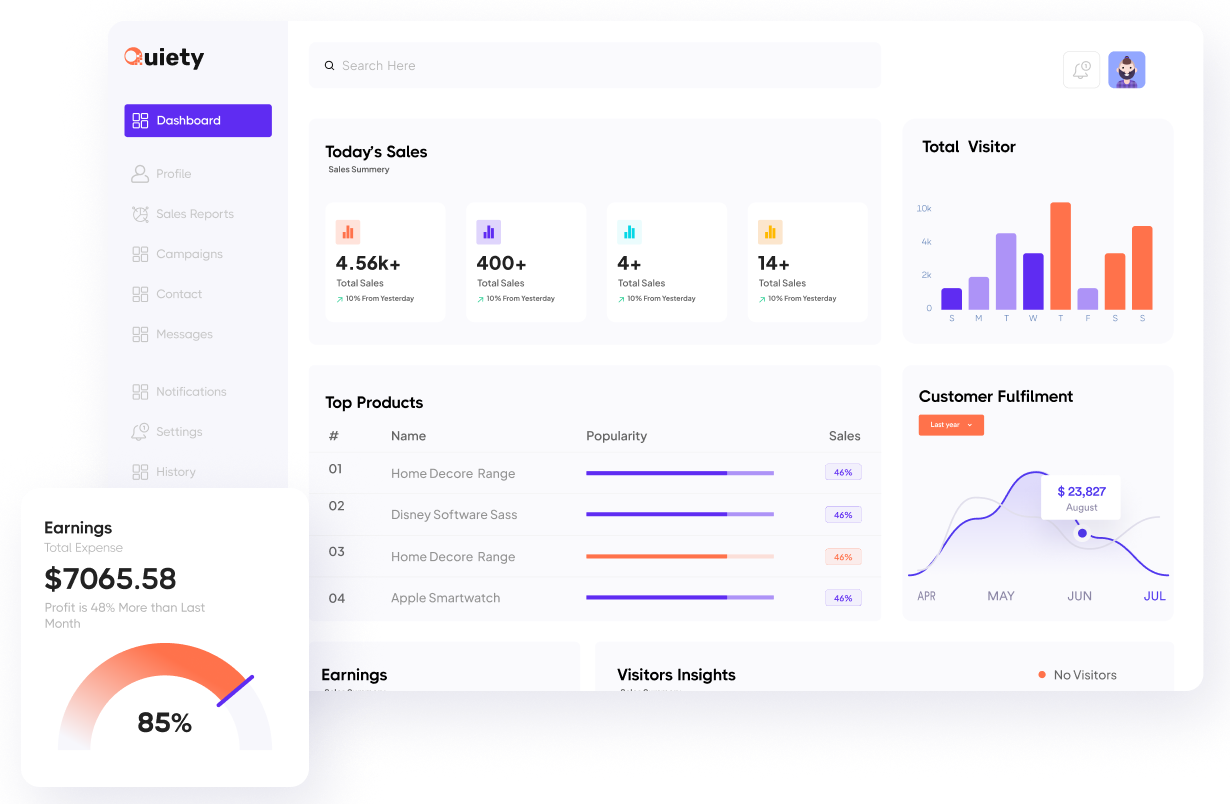 Quiety
Dashboard
Profile
Sales Reports
Campaigns
Contact
Messages
Notifications
Settings
History
Search Here
1
Today's Sales
Sales Summery
4.56k+
Total Sales
10% From Yesterday
400+
Total Sales
10% From Yesterday
4+
Total Sales
10% From Yesterday
14+
Total Sales
10% From Yesterday
Total Visitor
10k
4k
2k
0
S M T W T F S S
Top Products
# Name Popularity Sales
01 Home Decore Range 46%
02 Disney Software Sass 46%
03 Home Decore Range 46%
04 Apple Smartwatch 46%
Customer Fulfilment
Last year
$ 23,827
August
APR MAY JUN JUL
Earnings
Total Expense
$7065.58
Profit is 48% More than Last
Month
85%
Earnings
Visitors Insights
No Visitors